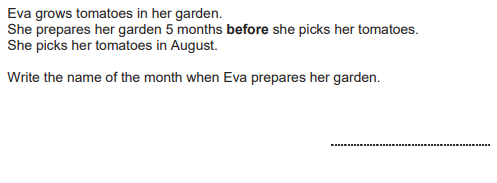 Eva grows tomatoes in her garden.
She prepares her garden 5 months before she picks her tomatoes.
She picks her tomatoes in August.
Write the name of the month when Eva prepares her garden.